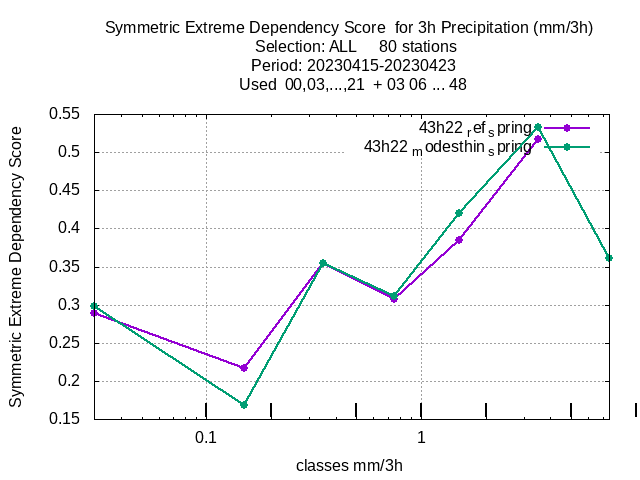 Symmetric Extreme Dependency Score  for 3h Precipitation (mm/3h)
Selection: ALL     80 stations
Period: 20230415-20230423
Used  00,03,...,21  + 03 06 ... 48
0.55
0.5
0.45
0.4
0.35
0.3
0.25
0.2
0.15
Symmetric Extreme Dependency Score
43h22 ref spring
43h22 modesthin spring
0.1
1
classes mm/3h